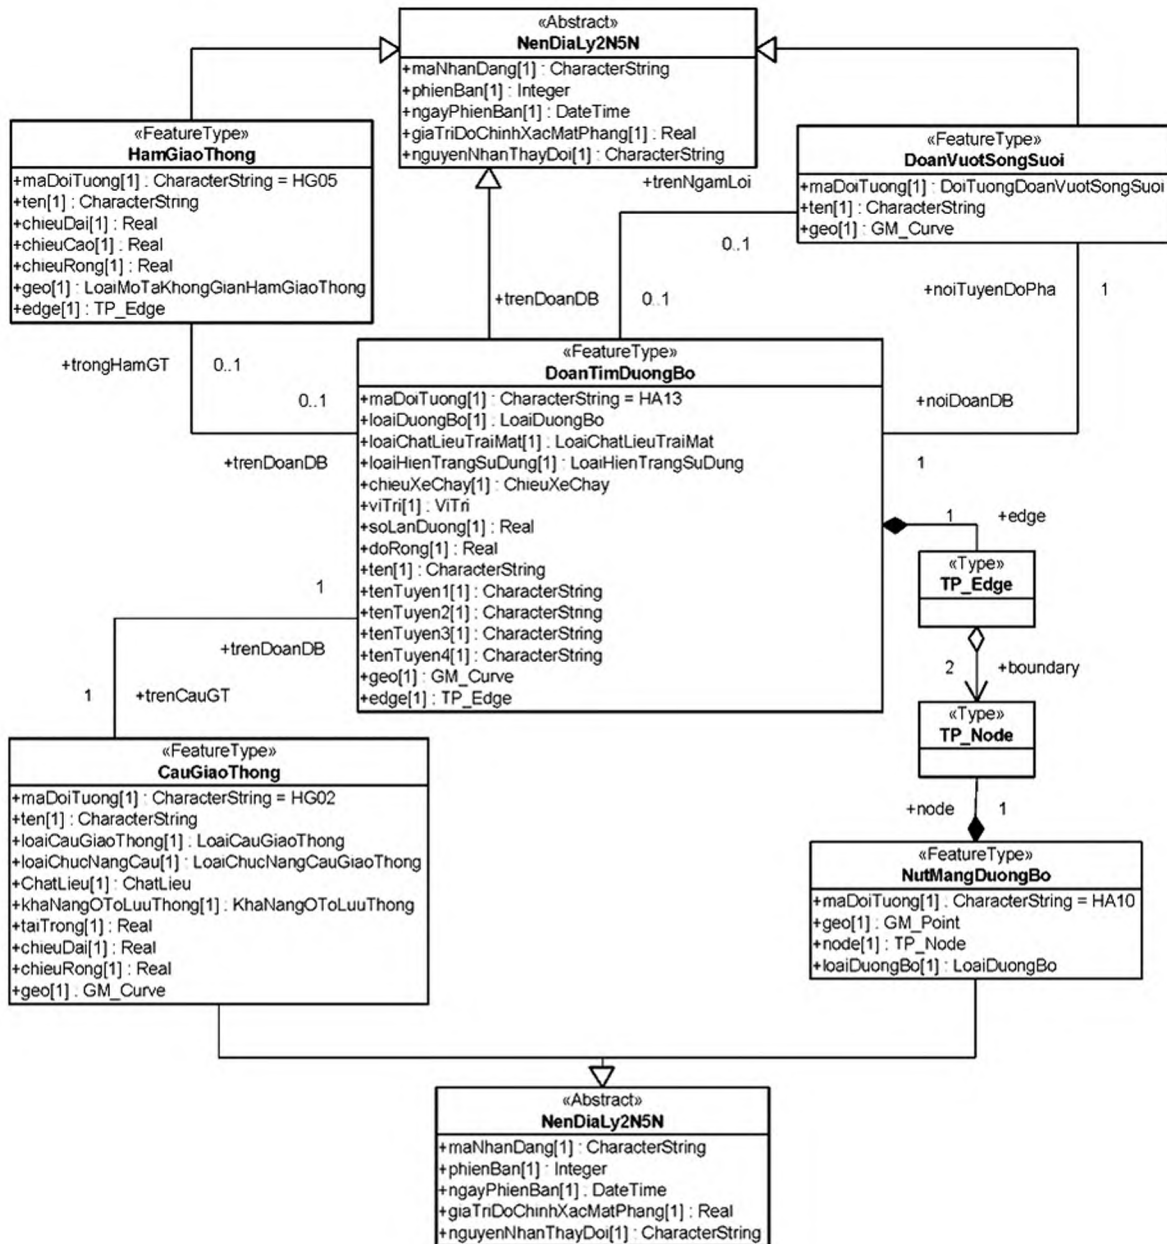 «Abstract»
NenDiaLy2N5N
+maNhanDang[1] : CharacterString
+phienBan[1] : Integer
+ngayPhienBan[1] : DateTime
+giaTriDoChinhXacMatPhang[1] : Real
+nguyenNhanThayDoi[1] : CharacterString
«FeatureType»
HamGiaoThong
+maDoiTuong[1] : CharacterString = HG05
+ten[1] : CharacterString
+chieuDai[1] : Real
+chieuCao[1] : Real
+chieuRong[1] : Real
+geo[1] : LoaiMoTaKhongGianHamGiaoThong
+edge[1] : TP_Edge
«FeatureType»
DoanVuotSongSuoi
+maDoiTuong[1] : DoiTuongDoanVuotSongSuoi
+ten[1] : CharacterString
+geo[1] : GM_Curve
+trenNgamLoi
0..1
+trenDoanDB
0..1
+noiTuyenDoPha
1
+trongHamGT
0..1
0..1
+trenDoanDB
+noiDoanDB
1
«FeatureType»
DoanTimDuongBo
+maDoiTuong[1] : CharacterString = HA13
+loaiDuongBo[1] : LoaiDuongBo
+loaiChatLieuTraiMat[1] : LoaiChatLieuTraiMat
+loaiHienTrangSuDung[1] : LoaiHienTrangSuDung
+chieuXeChay[1] : ChieuXeChay
+viTri[1] : ViTri
+soLanDuong[1] : Real
+doRong[1] : Real
+ten[1] : CharacterString
+tenTuyen1[1] : CharacterString
+tenTuyen2[1] : CharacterString
+tenTuyen3[1] : CharacterString
+tenTuyen4[1] : CharacterString
+geo[1] : GM_Curve
+edge[1] : TP_Edge
1
+edge
«Type»
TP_Edge
2
+boundary
«Type»
TP_Node
+node
1
1
+trenDoanDB
1
+trenCauGT
«FeatureType»
CauGiaoThong
+maDoiTuong[1] : CharacterString = HG02
+ten[1] : CharacterString
+loaiCauGiaoThong[1] : LoaiCauGiaoThong
+loaiChucNangCau[1] : LoaiChucNangCauGiaoThong
+ChatLieu[1] : ChatLieu
+khaNangOToLuuThong[1] : KhaNangOToLuuThong
+taiTrong[1] : Real
+chieuDai[1] : Real
+chieuRong[1] : Real
+geo[1] : GM_Curve
«FeatureType»
NutMangDuongBo
+maDoiTuong[1] : CharacterString = HA10
+geo[1] : GM_Point
+node[1] : TP_Node
+loaiDuongBo[1] : LoaiDuongBo
«Abstract»
NenDiaLy2N5N
+maNhanDang[1] : CharacterString
+phienBan[1] : Integer
+ngayPhienBan[1] : DateTime
+giaTriDoChinhXacMatPhang[1] : Real
+nguyenNhanThayDoi[1] : CharacterString